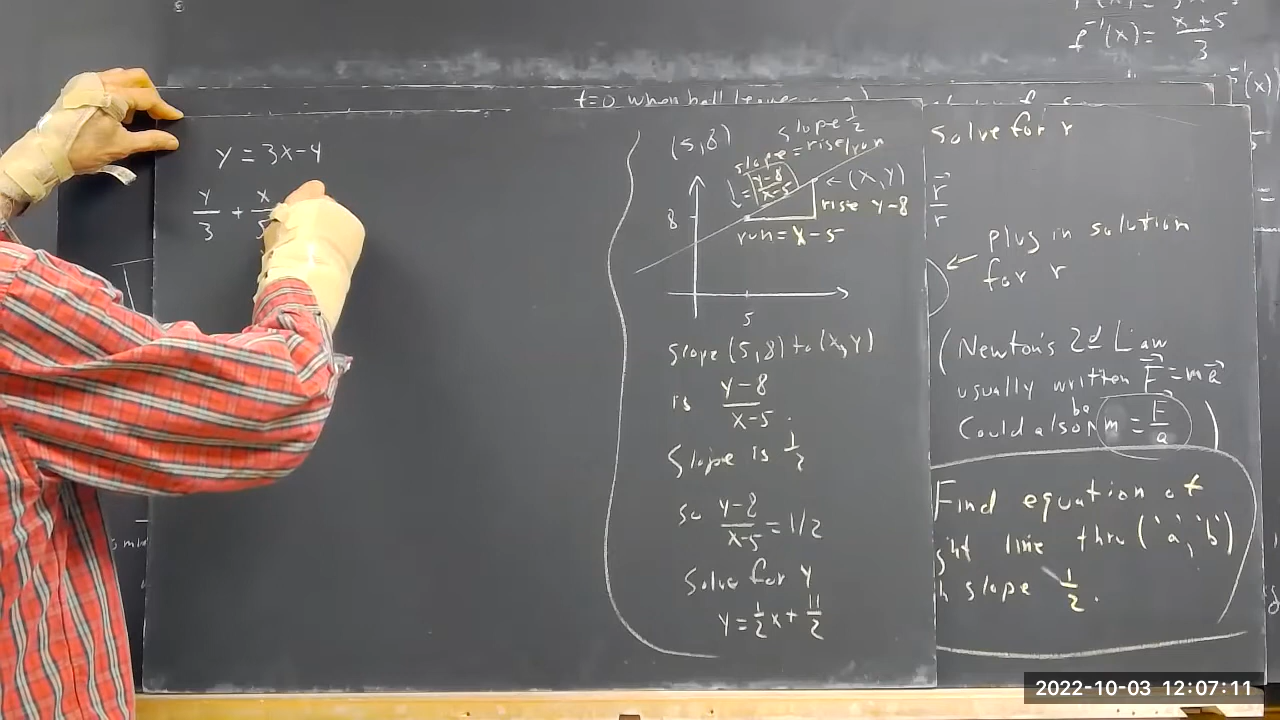 f⁻¹(x) = x+5/3
t=0 when ball
y = 3x-4
y/3 + x/5
(5,8)
slope 1/2
slope = rise/run
= y-8/x-5
← (x,y)
rise y-8
8
run = x-5
5
slope (5,8) to (x,y)
is y-8/x-5.
Slope is 1/2
so y-8/x-5 = 1/2
Solve for y
y = 1/2 x + 11/2
Solve for r
r/r
← plug in solution
for r
(Newton's 2d Law
usually written F = ma
be
Could also m = F/a)
Find equation of
line thru ('a','b')
slope 1/2.
2022-10-03 12:07:11